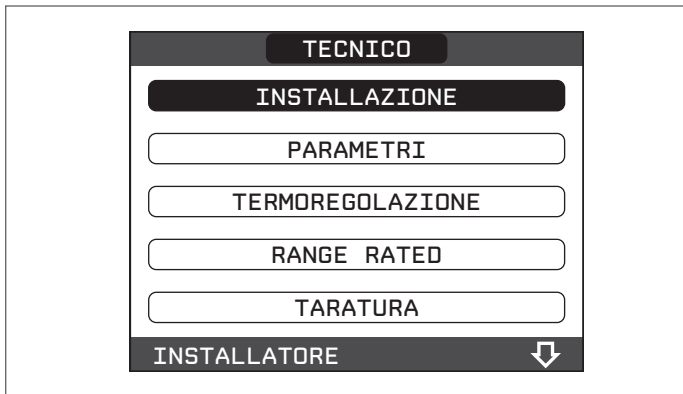 TECNICO
INSTALLAZIONE
PARAMETRI
TERMOREGOLAZIONE
RANGE RATED
TARATURA
INSTALLATORE